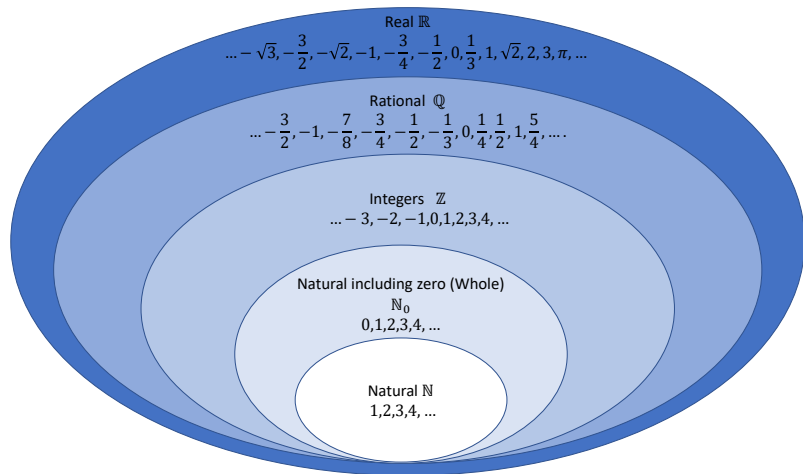 Real ℝ
… − √3, −3/2, −√2, −1, −3/4, −1/2, 0, 1/3, 1, √2, 2, 3, π, …
Rational ℚ
… − 3/2, −1, −7/8, −3/4, −1/2, −1/3, 0, 1/4, 1/2, 1, 5/4, ….
Integers ℤ
… − 3, −2, −1,0,1,2,3,4, …
Natural including zero (Whole)
ℕ₀
0,1,2,3,4, …
Natural ℕ
1,2,3,4, …